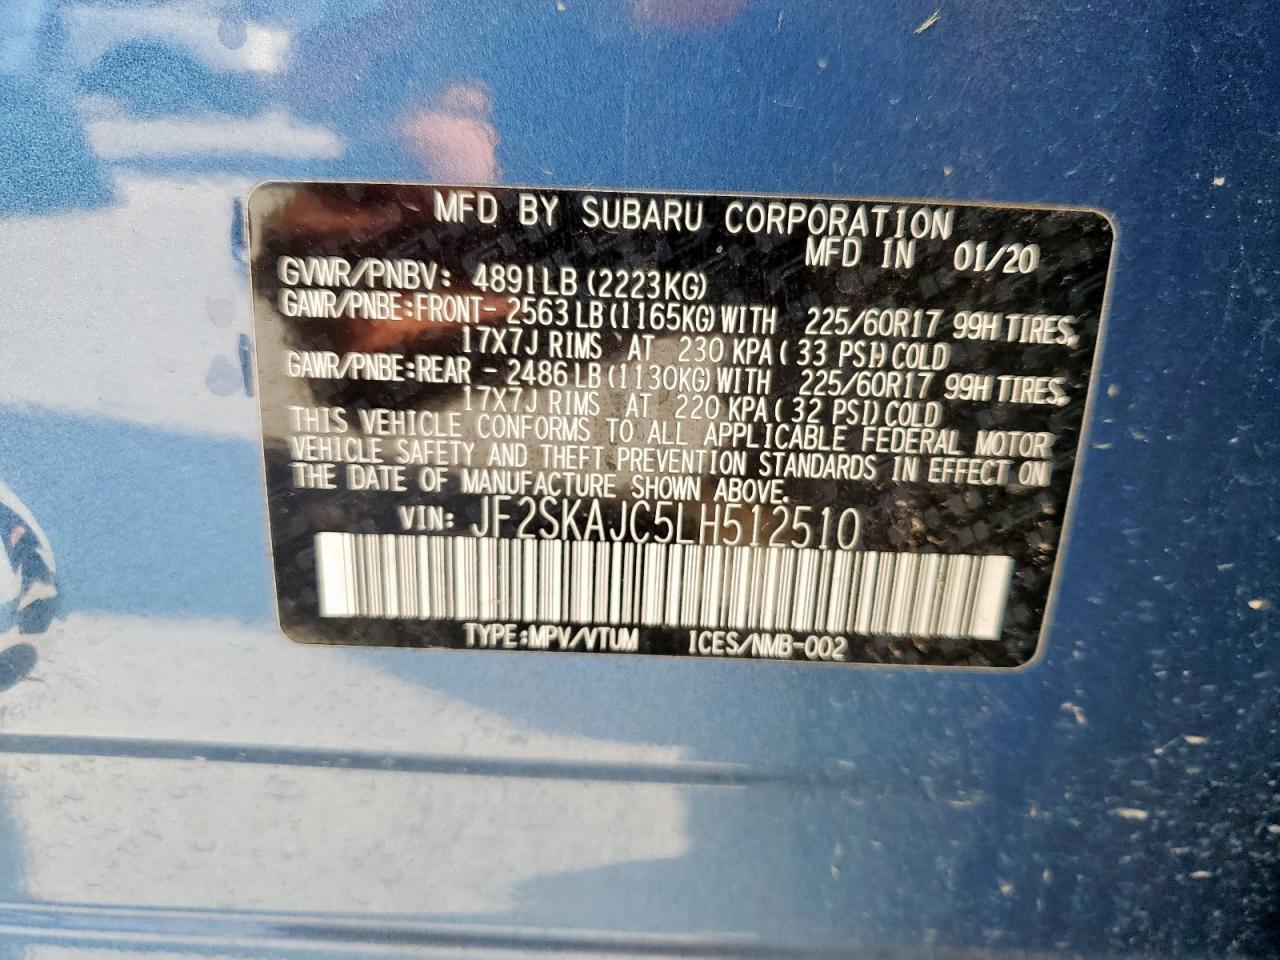 MFD BY SUBARU CORPORATION
MFD IN 01/20
GVWR/PNBV: 4891LB (2223KG)
GAWR/PNBE:FRONT- 2563LB(1165KG)WITH 225/60R17 99H TIRES,
17X7J RIMS AT 230 KPA(33 PSI)COLD
GAWR/PNBE:REAR - 2486LB(1130KG)WITH 225/60R17 99H TIRES,
17X7J RIMS AT 220 KPA(32 PSI)COLD
THIS VEHICLE CONFORMS TO ALL APPLICABLE FEDERAL MOTOR
VEHICLE SAFETY AND THEFT PREVENTION STANDARDS IN EFFECT ON
THE DATE OF MANUFACTURE SHOWN ABOVE.
VIN: JF2SKAJC5LH512510
TYPE:MPV/VTUM ICES/NMB-002